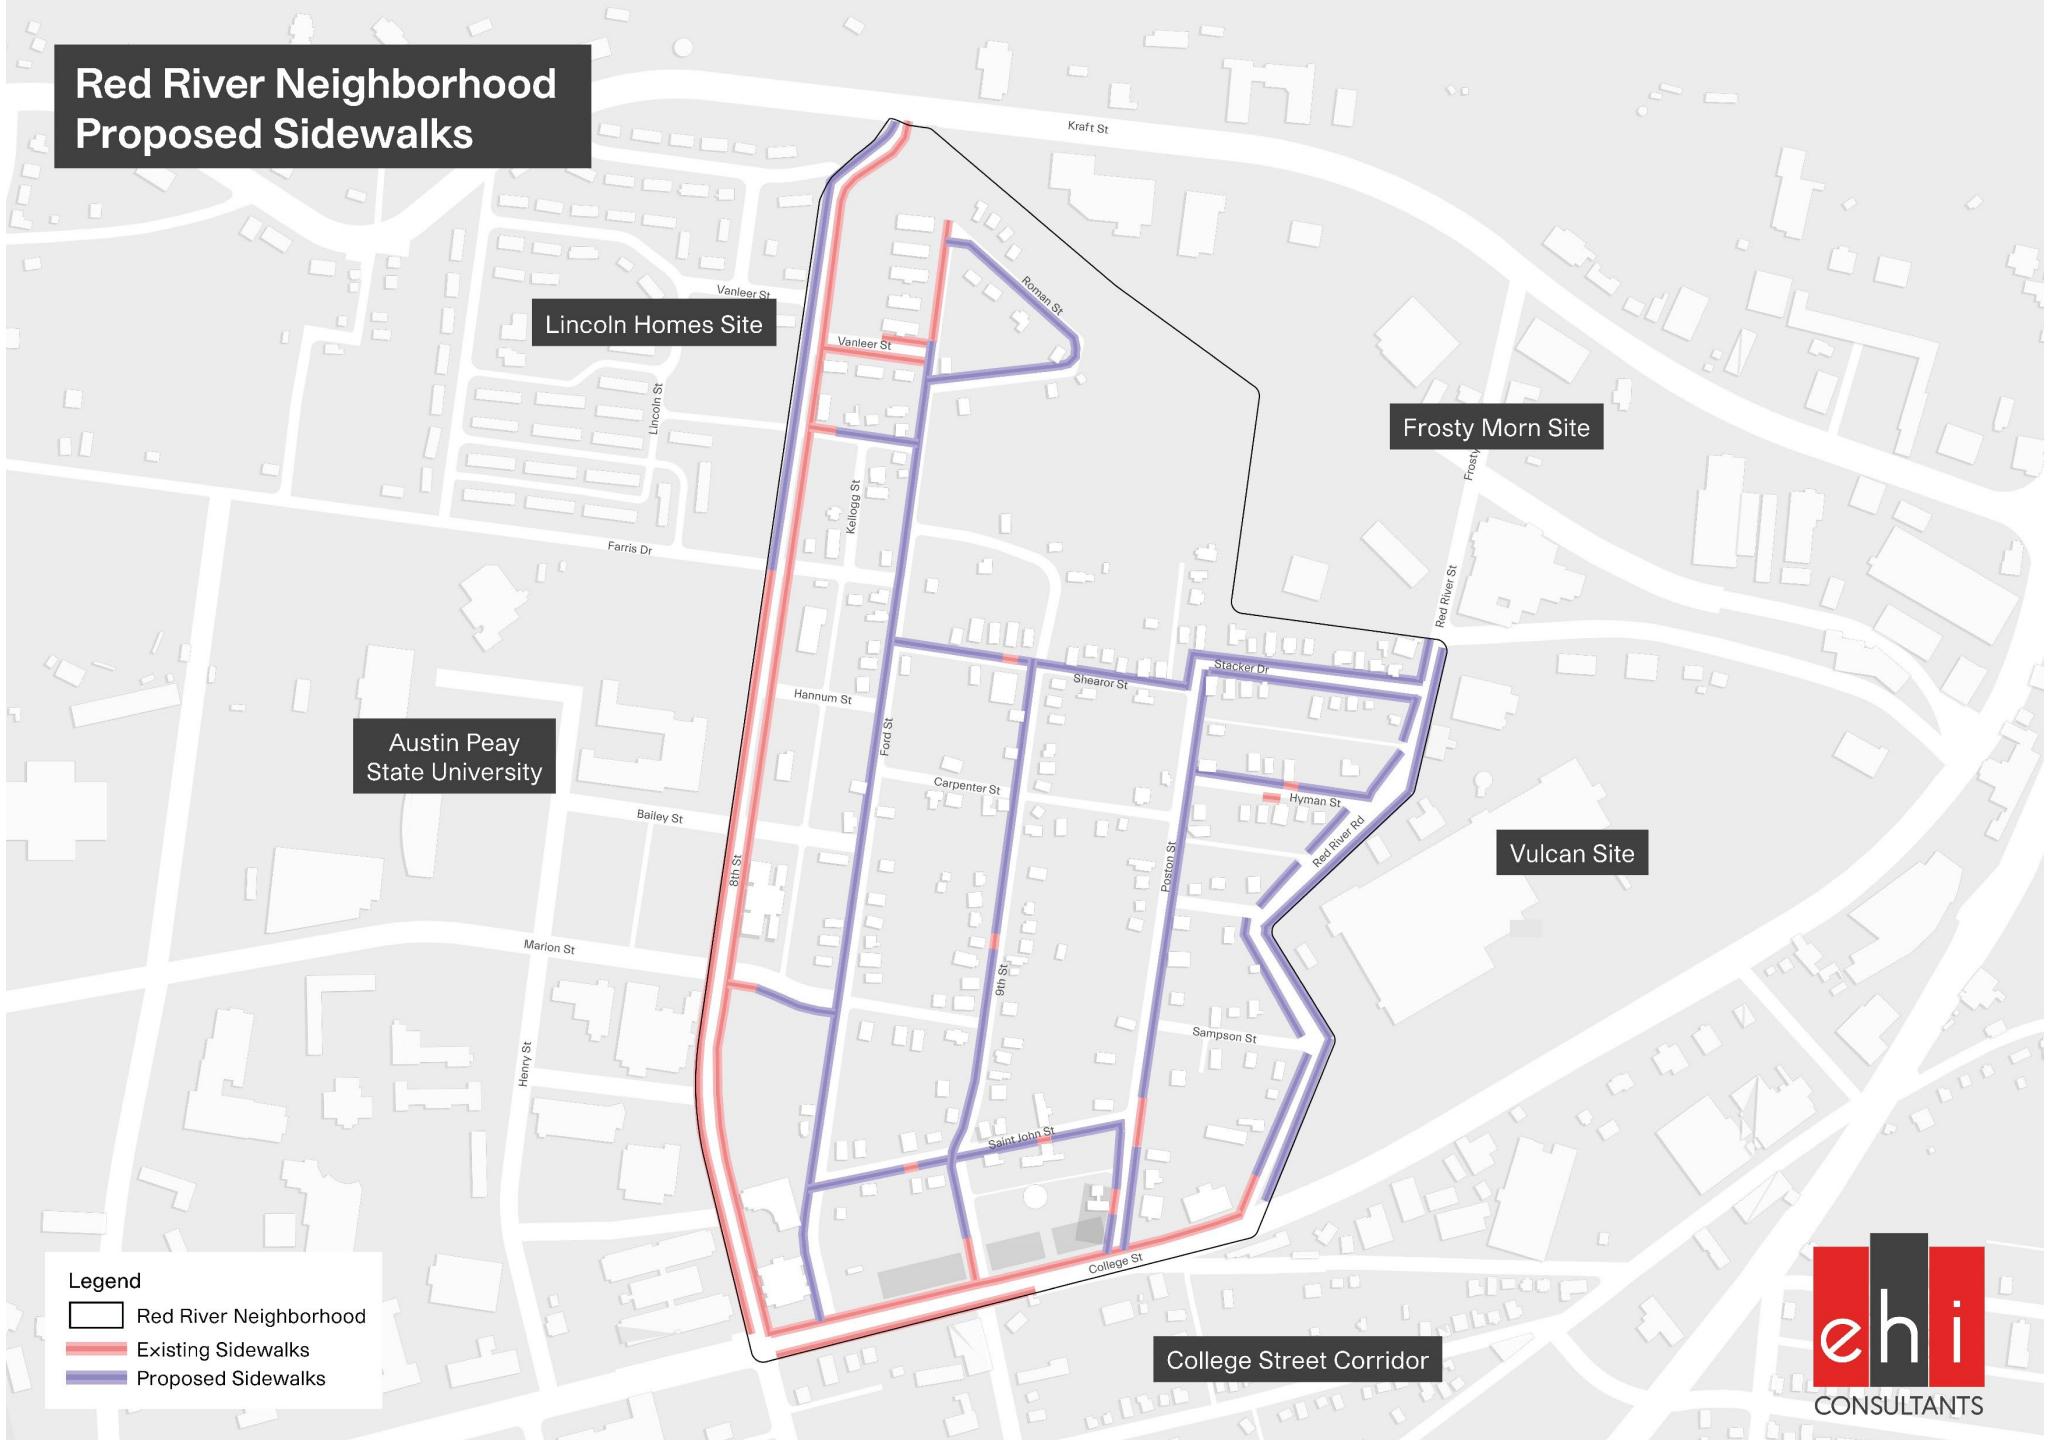 Red River Neighborhood
Proposed Sidewalks
Kraft St
Roman St
Vanleer St
Lincoln Homes Site
Vanleer St
Lincoln St
Frosty Morn Site
Frosty
Kellogg St
Farris Dr
Red River St
Stacker Dr
Shearor St
Hannum St
Ford St
Austin Peay
State University
Carpenter St
Hyman St
Bailey St
Red River Rd
Vulcan Site
8th St
Poston St
Marion St
9th St
Sampson St
Henry St
Saint John St
College St
Legend
Red River Neighborhood
Existing Sidewalks
Proposed Sidewalks
College Street Corridor
ehi
CONSULTANTS